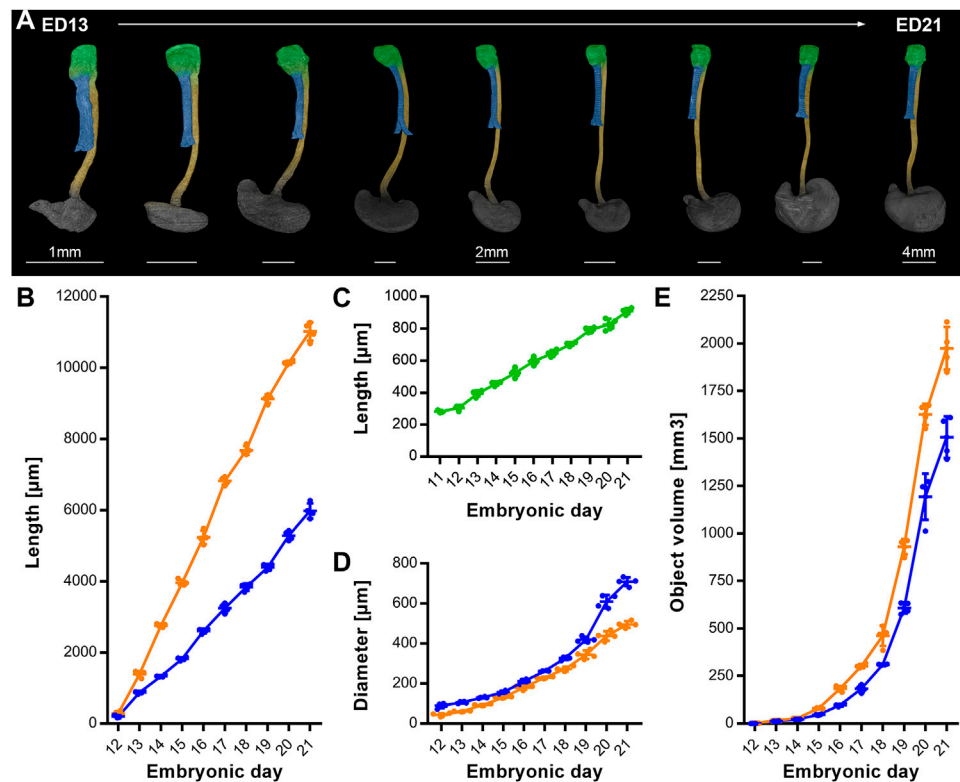 A
ED13
ED21
1mm
2mm
4mm
B
12000
10000
8000
6000
4000
2000
0
Length [µm]
12 13 14 15 16 17 18 19 20 21
Embryonic day
C
1000
800
600
400
200
0
Length [µm]
11 12 13 14 15 16 17 18 19 20 21
Embryonic day
D
800
600
400
200
0
Diameter [µm]
12 13 14 15 16 17 18 19 20 21
Embryonic day
E
2250
2000
1750
1500
1250
1000
750
500
250
0
Object volume [mm3]
12 13 14 15 16 17 18 19 20 21
Embryonic day